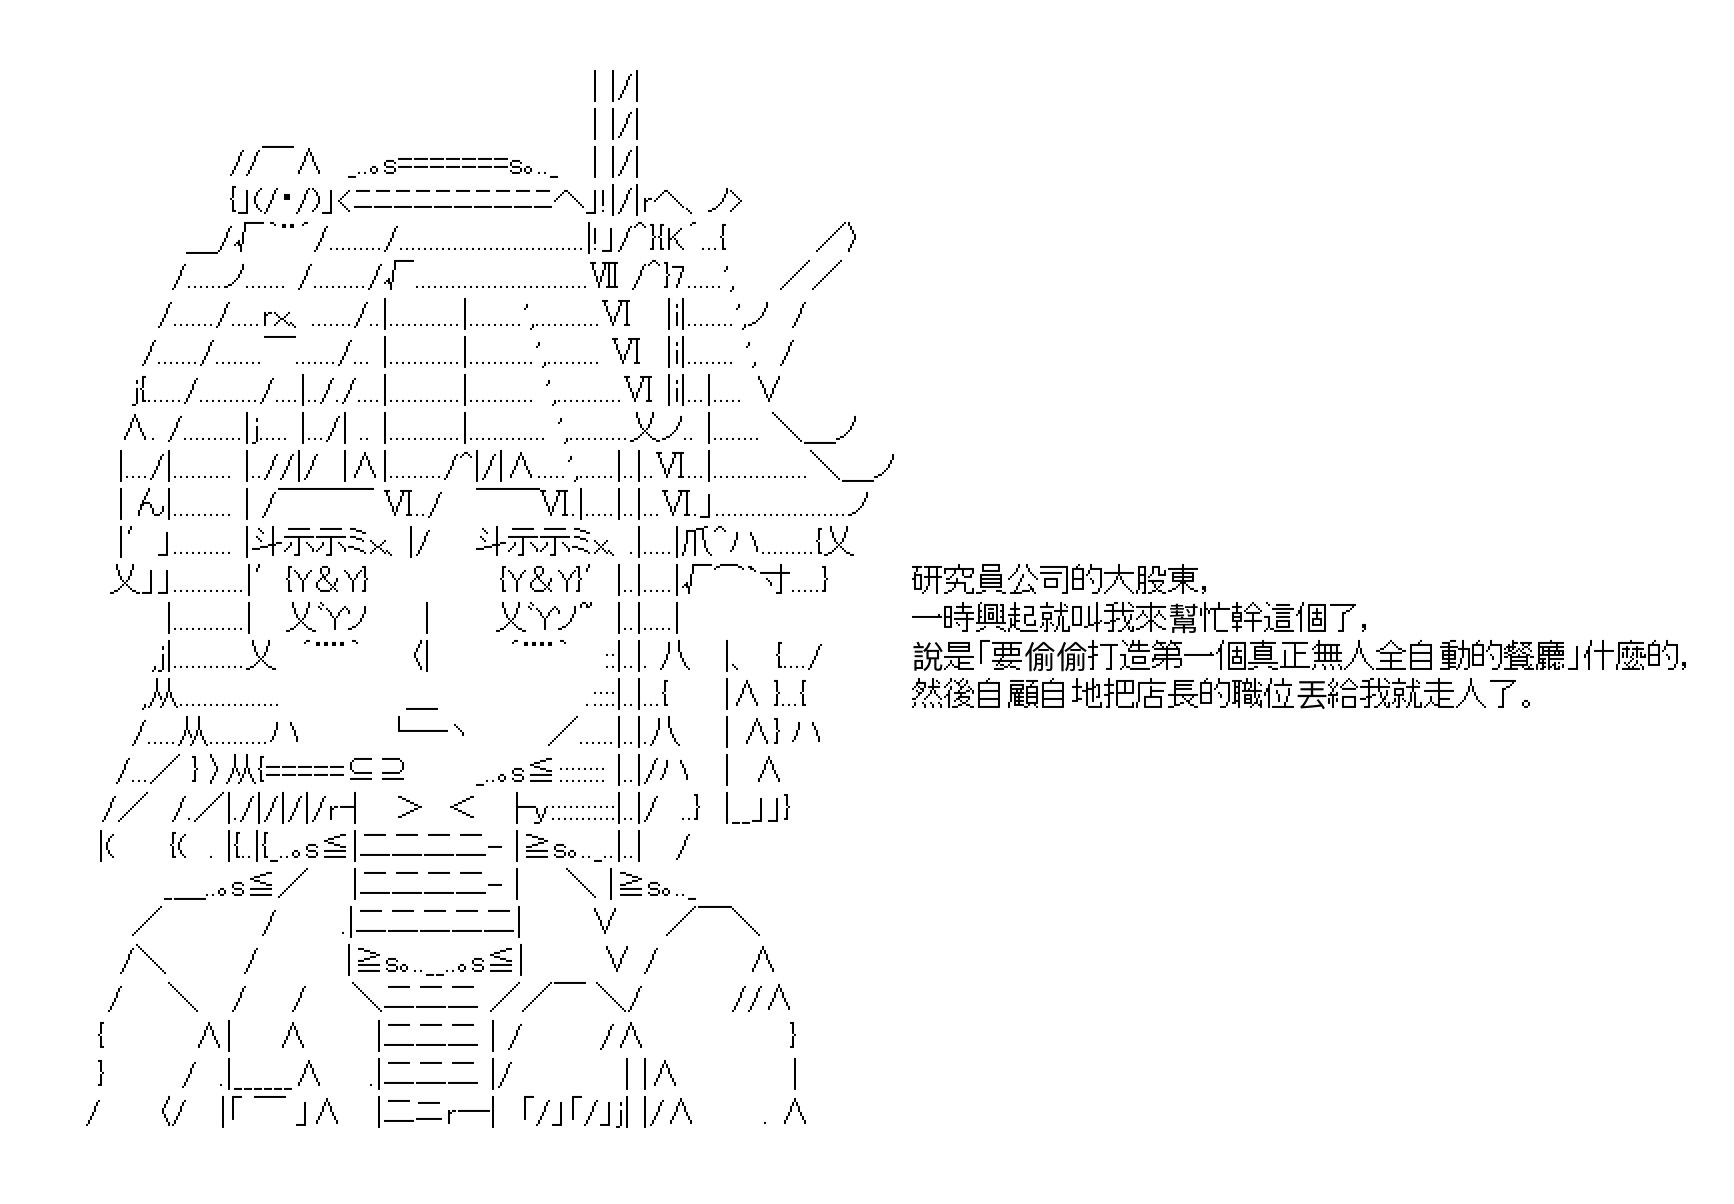 研究員公司的大股東，
一時興起就叫我來幫忙幹這個了，
說是「要偷偷打造第一個真正無人全自動的餐廳」什麼的，
然後自顧自地把店長的職位丟給我就走人了。